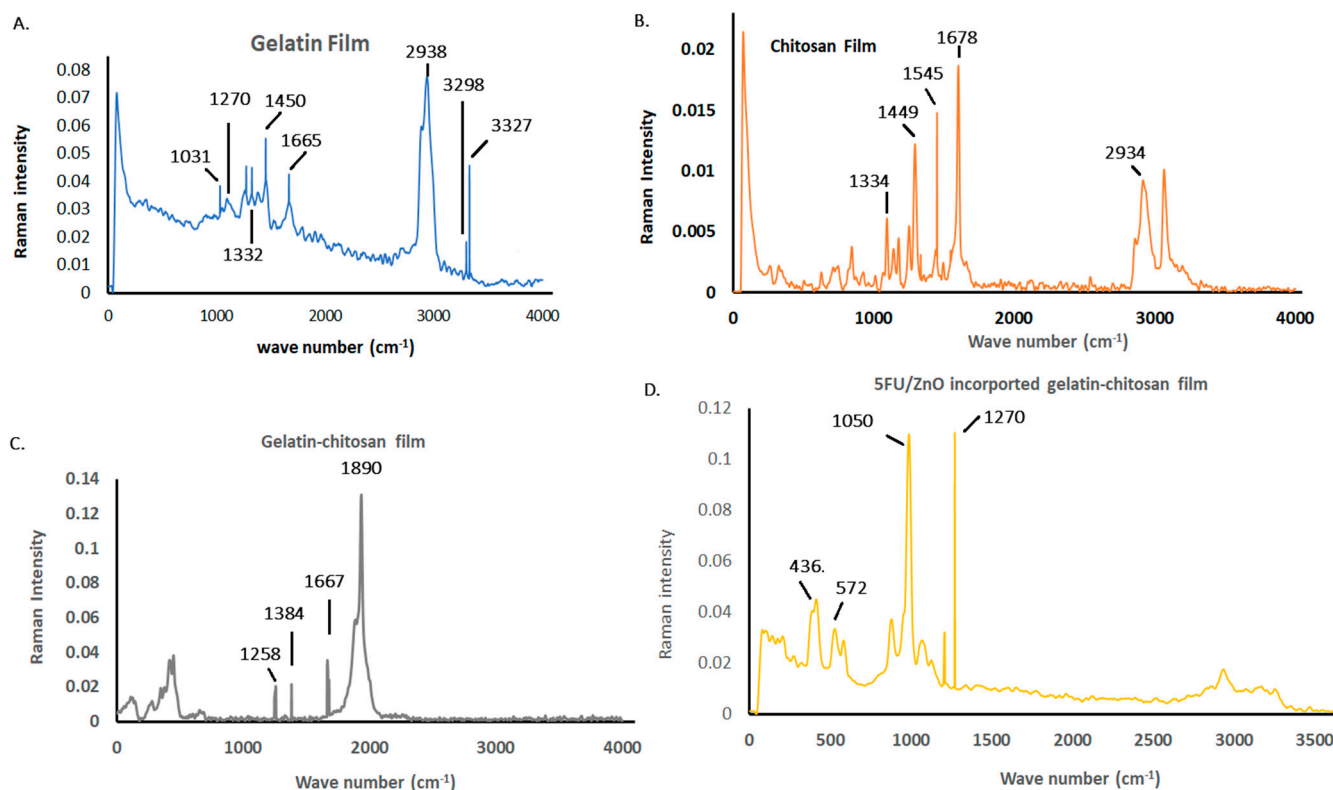 A.
Gelatin Film
Raman intensity
0.08
0.07
0.06
0.05
0.04
0.03
0.02
0.01
0
1031
1270
1332
1450
1665
2938
3298
3327
0 1000 2000 3000 4000
wave number (cm⁻¹)
B.
Chitosan Film
Raman Intensity
0.02
0.015
0.01
0.005
0
1334
1449
1545
1678
2934
0 1000 2000 3000 4000
Wave number (cm⁻¹)
C.
Gelatin-chitosan film
Raman Intensity
0.14
0.12
0.1
0.08
0.06
0.04
0.02
0
1258
1384
1667
1890
0 1000 2000 3000 4000
Wave number (cm⁻¹)
D.
5FU/ZnO incorported gelatin-chitosan film
Raman Intensity
0.12
0.1
0.08
0.06
0.04
0.02
0
436.
572
1050
1270
0 500 1000 1500 2000 2500 3000 3500
Wave number (cm⁻¹)